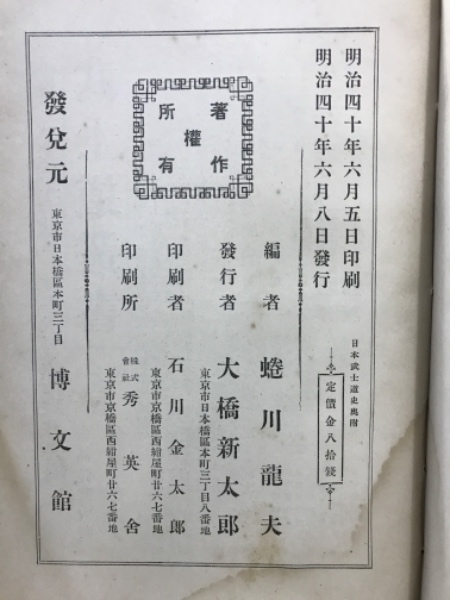 明治四十年六月五日印刷
明治四十年六月八日發行
日本武士道史奧附
定價金八拾錢
著作
權
所有
編者 蜷川龍夫
發行者 大橋新太郎
東京市日本橋區本町三丁目八番地
印刷者 石川金太郎
東京市京橋區西紺屋町廿六七番地
印刷所 株式會社 秀英舍
東京市京橋區西紺屋町廿六七番地
發兌元 東京市日本橋區本町三丁目 博文館